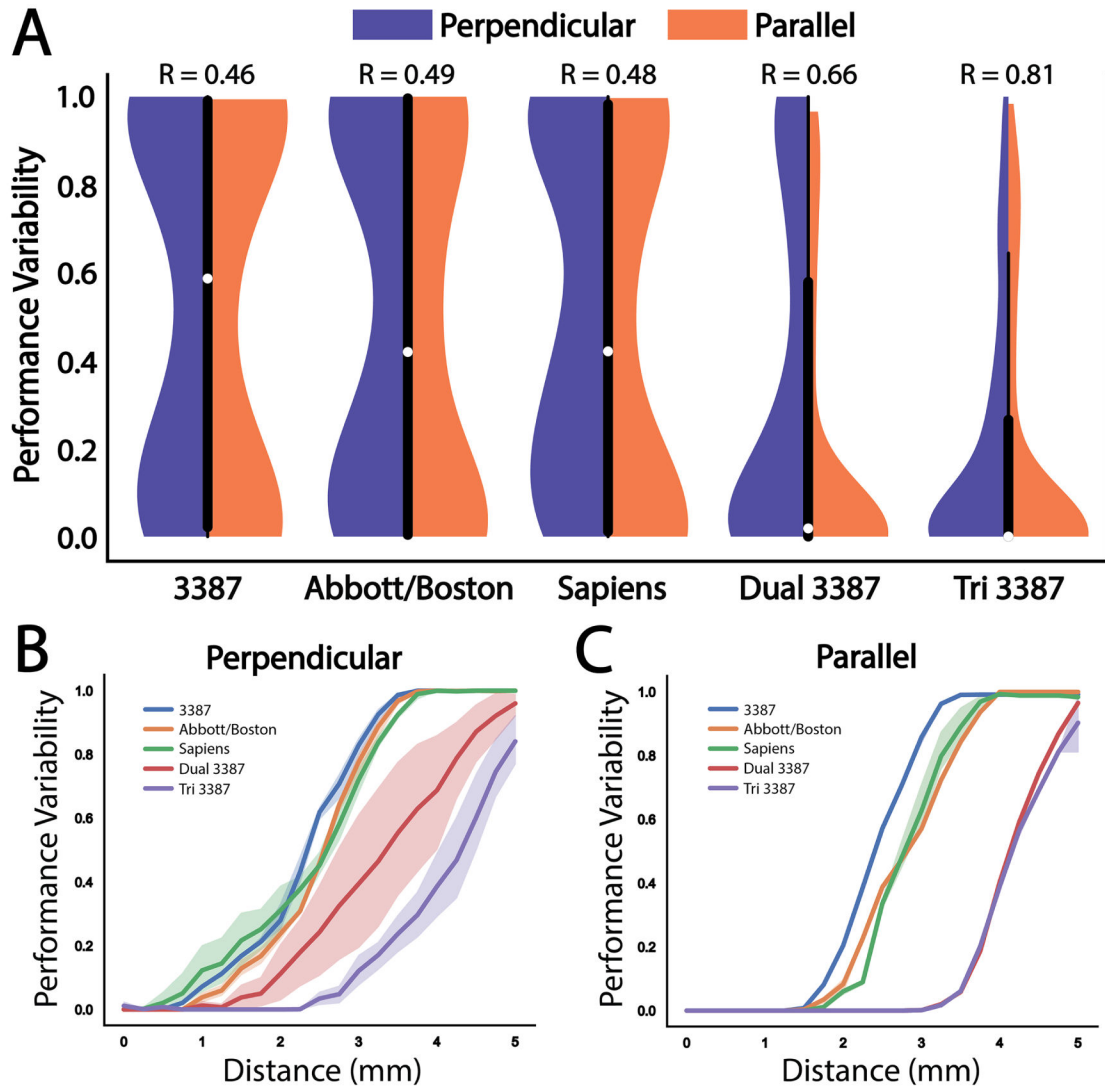 A
Perpendicular Parallel
R = 0.46 R = 0.49 R = 0.48 R = 0.66 R = 0.81
Performance Variability
1.0
0.8
0.6
0.4
0.2
0.0
3387 Abbott/Boston Sapiens Dual 3387 Tri 3387
B
Perpendicular
Performance Variability
1.0
0.8
0.6
0.4
0.2
0.0
3387
Abbott/Boston
Sapiens
Dual 3387
Tri 3387
0 1 2 3 4 5
Distance (mm)
C
Parallel
Performance Variability
1.0
0.8
0.6
0.4
0.2
0.0
3387
Abbott/Boston
Sapiens
Dual 3387
Tri 3387
0 1 2 3 4 5
Distance (mm)